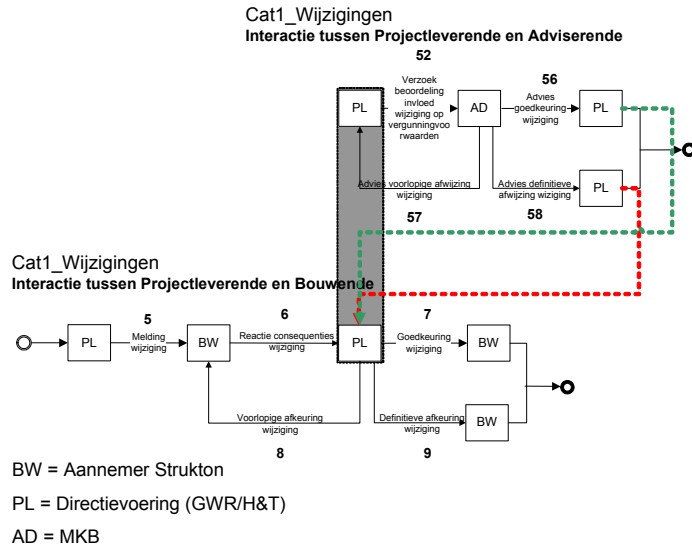 Cat1_Wijzigingen
Interactie tussen Projectleverende en Adviserende
52
56
PL
Verzoek
beoordeling
invloed
wijziging op
vergunningvoo
rwaarden
AD
Advies
goedkeuring
wijziging
PL
Advies voorlopige afwijzing
wijziging
Advies definitieve
afwijzing wiziging
PL
57
58
Cat1_Wijzigingen
Interactie tussen Projectleverende en Bouwende
5
6
7
PL
Melding
wijziging
BW
Reactie consequenties
wijziging
PL
Goedkeuring
wijziging
BW
Voorlopige afkeuring
wijziging
Definitieve afkeuring
wijziging
BW
8
9
BW = Aannemer Strukton
PL = Directievoering (GWR/H&T)
AD = MKB